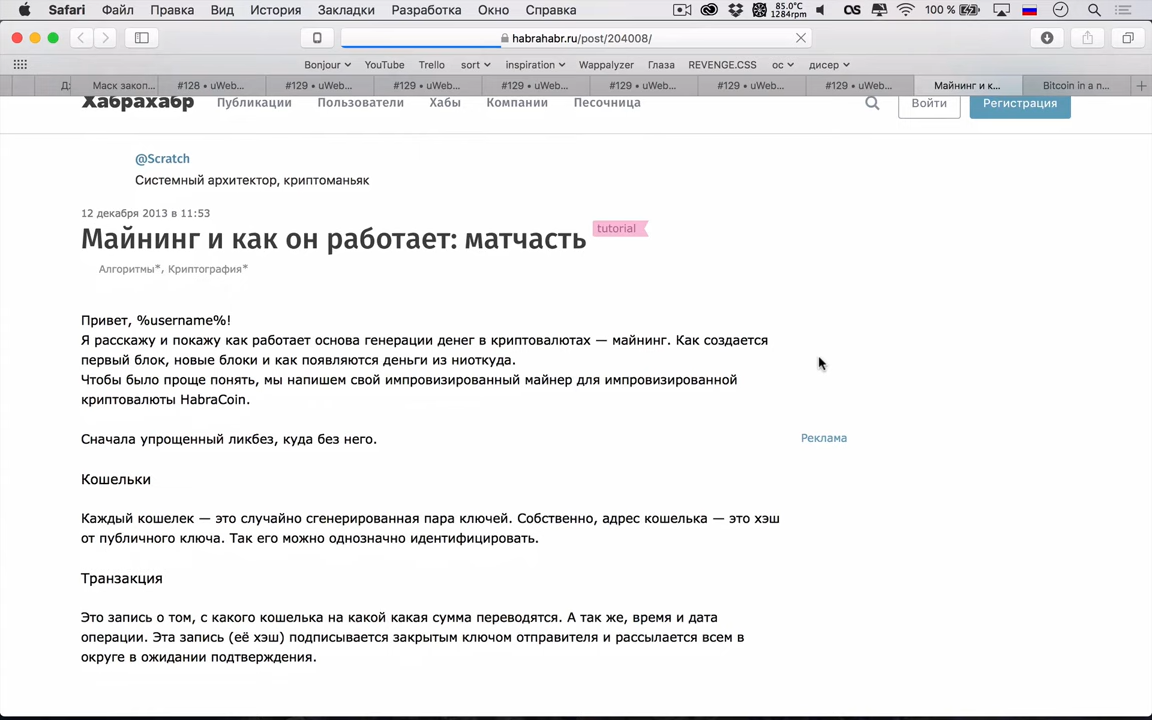 Safari Файл Правка Вид История Закладки Разработка Окно Справка 85.0°C 1284rpm 100 %
habrahabr.ru/post/204008/
Bonjour YouTube Trello sort inspiration Wappalyzer Глаза REVENGE.CSS ос дисер
Маск закоп... #128 • uWeb... #129 • uWeb... #129 • uWeb... #129 • uWeb... #129 • uWeb... #129 • uWeb... Майнинг и к... Bitcoin in a n...
Хабрахабр Публикации Пользователи Хабы Компании Песочница Войти Регистрация
@Scratch
Системный архитектор, криптоманьяк
12 декабря 2013 в 11:53
Майнинг и как он работает: матчасть tutorial
Алгоритмы*, Криптография*
Привет, %username%!
Я расскажу и покажу как работает основа генерации денег в криптовалютах — майнинг. Как создается
первый блок, новые блоки и как появляются деньги из ниоткуда.
Чтобы было проще понять, мы напишем свой импровизированный майнер для импровизированной
криптовалюты HabraCoin.
Сначала упрощенный ликбез, куда без него.
Реклама
Кошельки
Каждый кошелек — это случайно сгенерированная пара ключей. Собственно, адрес кошелька — это хэш
от публичного ключа. Так его можно однозначно идентифицировать.
Транзакция
Это запись о том, с какого кошелька на какой какая сумма переводятся. А так же, время и дата
операции. Эта запись (её хэш) подписывается закрытым ключом отправителя и рассылается всем в
округе в ожидании подтверждения.